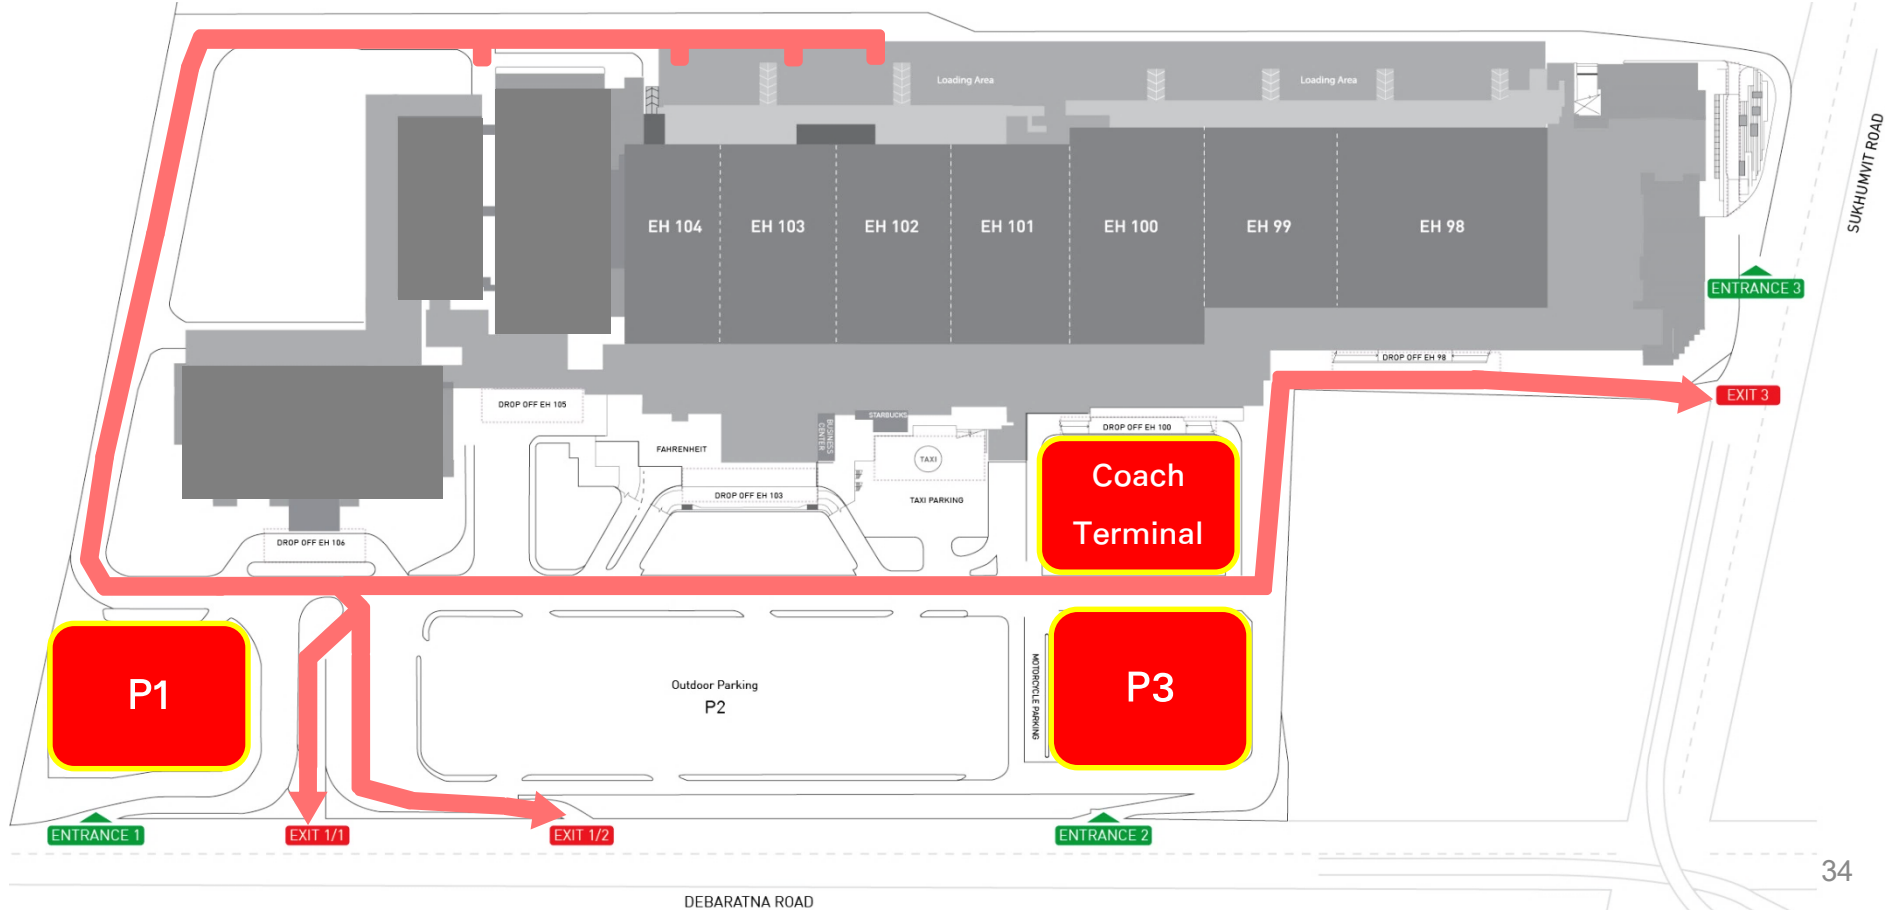 Loading Area
Loading Area
SUKHUMVIT ROAD
EH 104
EH 103
EH 102
EH 101
EH 100
EH 99
EH 98
ENTRANCE 3
DROP OFF EH 98
EXIT 3
DROP OFF EH 105
STARBUCKS
BUSINESS
CENTER
DROP OFF EH 100
FAHRENHEIT
TAXI
Coach
Terminal
DROP OFF EH 103
TAXI PARKING
DROP OFF EH 106
P1
Outdoor Parking
P2
MOTORCYCLE PARKING
P3
ENTRANCE 1
EXIT 1/1
EXIT 1/2
ENTRANCE 2
34
DEBARATNA ROAD